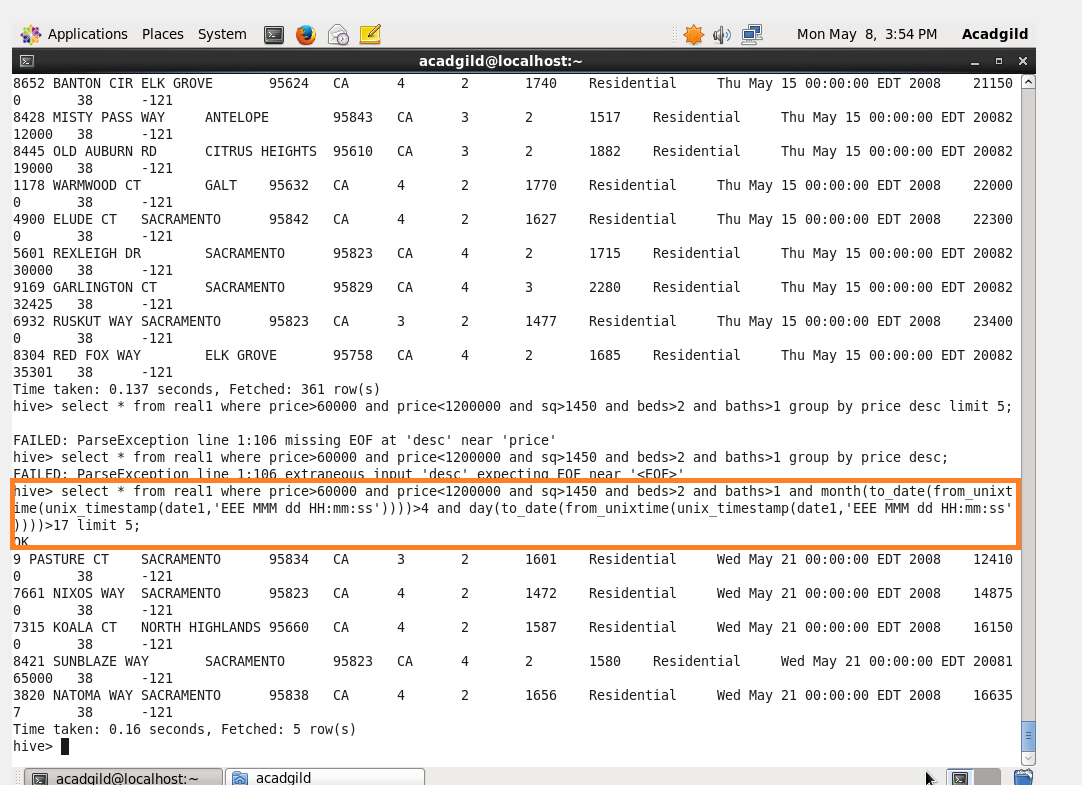 Applications Places System Mon May 8, 3:54 PM Acadgild
acadgild@localhost:~
8652 BANTON CIR ELK GROVE 95624 CA 4 2 1740 Residential Thu May 15 00:00:00 EDT 2008 21150
0 38 -121
8428 MISTY PASS WAY ANTELOPE 95843 CA 3 2 1517 Residential Thu May 15 00:00:00 EDT 20082
12000 38 -121
8445 OLD AUBURN RD CITRUS HEIGHTS 95610 CA 3 2 1882 Residential Thu May 15 00:00:00 EDT 20082
19000 38 -121
1178 WARMWOOD CT GALT 95632 CA 4 2 1770 Residential Thu May 15 00:00:00 EDT 2008 22000
0 38 -121
4900 ELUDE CT SACRAMENTO 95842 CA 4 2 1627 Residential Thu May 15 00:00:00 EDT 2008 22300
0 38 -121
5601 REXLEIGH DR SACRAMENTO 95823 CA 4 2 1715 Residential Thu May 15 00:00:00 EDT 20082
30000 38 -121
9169 GARLINGTON CT SACRAMENTO 95829 CA 4 3 2280 Residential Thu May 15 00:00:00 EDT 20082
32425 38 -121
6932 RUSKUT WAY SACRAMENTO 95823 CA 3 2 1477 Residential Thu May 15 00:00:00 EDT 2008 23400
0 38 -121
8304 RED FOX WAY ELK GROVE 95758 CA 4 2 1685 Residential Thu May 15 00:00:00 EDT 20082
35301 38 -121
Time taken: 0.137 seconds, Fetched: 361 row(s)
hive> select * from real1 where price>60000 and price<1200000 and sq>1450 and beds>2 and baths>1 group by price desc limit 5;
FAILED: ParseException line 1:106 missing EOF at 'desc' near 'price'
hive> select * from real1 where price>60000 and price<1200000 and sq>1450 and beds>2 and baths>1 group by price desc;
FAILED: ParseException line 1:106 extraneous input 'desc' expecting EOF near '<EOF>'
hive> select * from real1 where price>60000 and price<1200000 and sq>1450 and beds>2 and baths>1 and month(to_date(from_unixt
ime(unix_timestamp(date1,'EEE MMM dd HH:mm:ss'))))>4 and day(to_date(from_unixtime(unix_timestamp(date1,'EEE MMM dd HH:mm:ss'
))))>17 limit 5;
OK
9 PASTURE CT SACRAMENTO 95834 CA 3 2 1601 Residential Wed May 21 00:00:00 EDT 2008 12410
0 38 -121
7661 NIXOS WAY SACRAMENTO 95823 CA 4 2 1472 Residential Wed May 21 00:00:00 EDT 2008 14875
0 38 -121
7315 KOALA CT NORTH HIGHLANDS 95660 CA 4 2 1587 Residential Wed May 21 00:00:00 EDT 2008 16150
0 38 -121
8421 SUNBLAZE WAY SACRAMENTO 95823 CA 4 2 1580 Residential Wed May 21 00:00:00 EDT 20081
65000 38 -121
3820 NATOMA WAY SACRAMENTO 95838 CA 4 2 1656 Residential Wed May 21 00:00:00 EDT 2008 16635
7 38 -121
Time taken: 0.16 seconds, Fetched: 5 row(s)
hive>
acadgild@localhost:~ acadgild